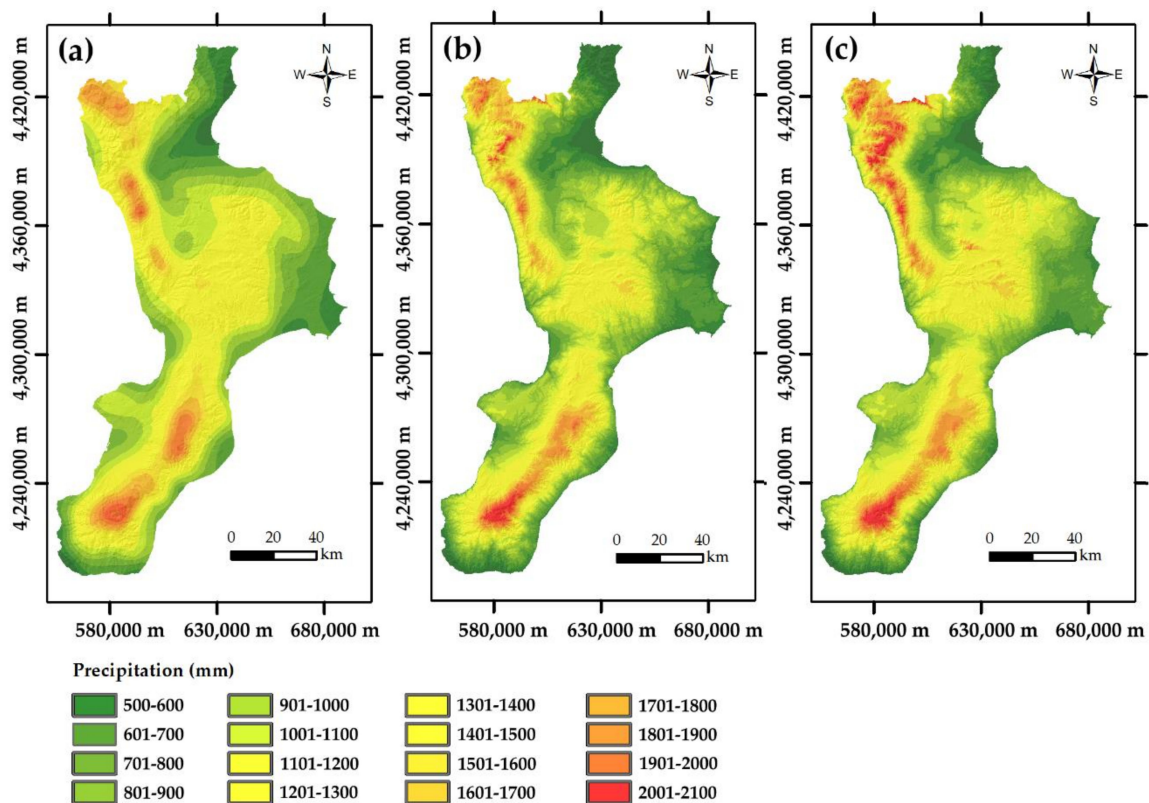 (a)
N
W E
S
4,420,000 m
4,360,000 m
4,300,000 m
4,240,000 m
0 20 40
km
580,000 m 630,000 m 680,000 m
(b)
N
W E
S
4,420,000 m
4,360,000 m
4,300,000 m
4,240,000 m
0 20 40
km
580,000 m 630,000 m 680,000 m
(c)
N
W E
S
4,420,000 m
4,360,000 m
4,300,000 m
4,240,000 m
0 20 40
km
580,000 m 630,000 m 680,000 m
Precipitation (mm)
500-600 901-1000 1301-1400 1701-1800
601-700 1001-1100 1401-1500 1801-1900
701-800 1101-1200 1501-1600 1901-2000
801-900 1201-1300 1601-1700 2001-2100